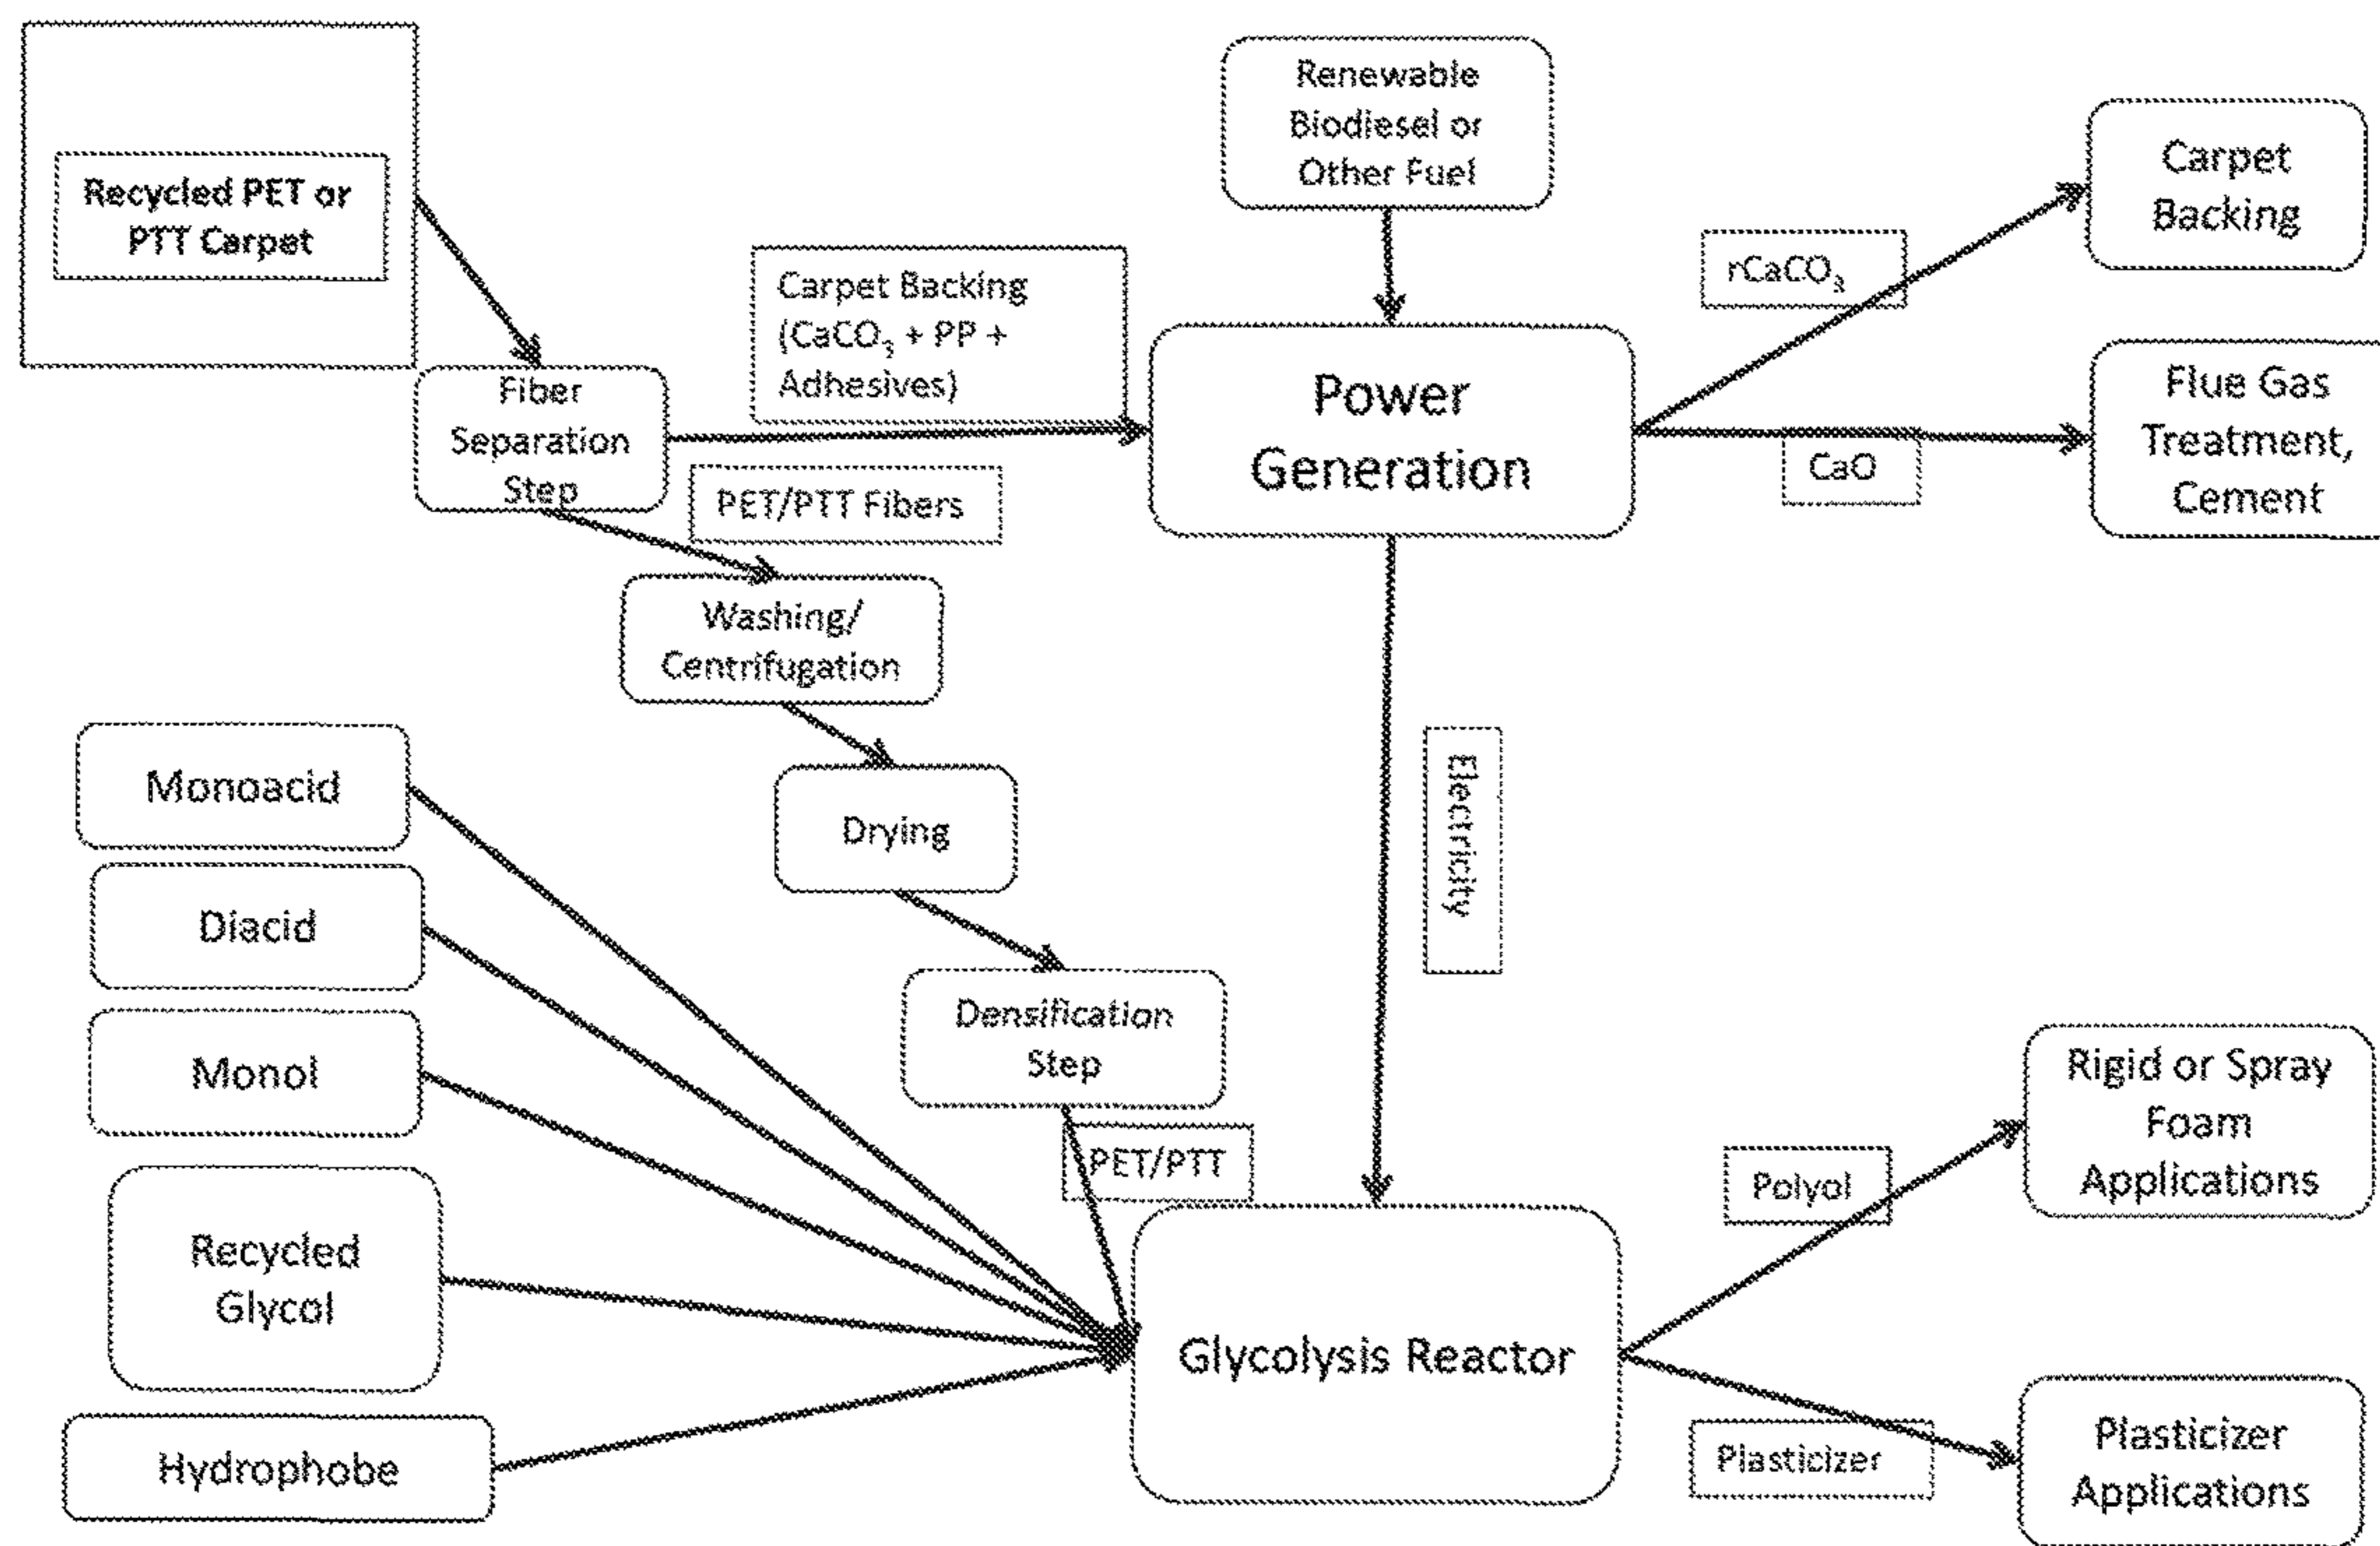 Recycled PET or
PTT Carpet
Renewable
Biodiesel or
Other Fuel
Carpet
Backing
rCaCO₃
Carpet Backing
(CaCO₃ + PP +
Adhesives)
Power
Generation
Flue Gas
Treatment,
Cement
CaO
Fiber
Separation
Step
PET/PTT Fibers
Washing/
Centrifugation
Drying
Electricity
Monoacid
Diacid
Monol
Recycled
Glycol
Hydrophobe
Densification
Step
PET/PTT
Glycolysis Reactor
Polyol
Rigid or Spray
Foam
Applications
Plasticizer
Plasticizer
Applications